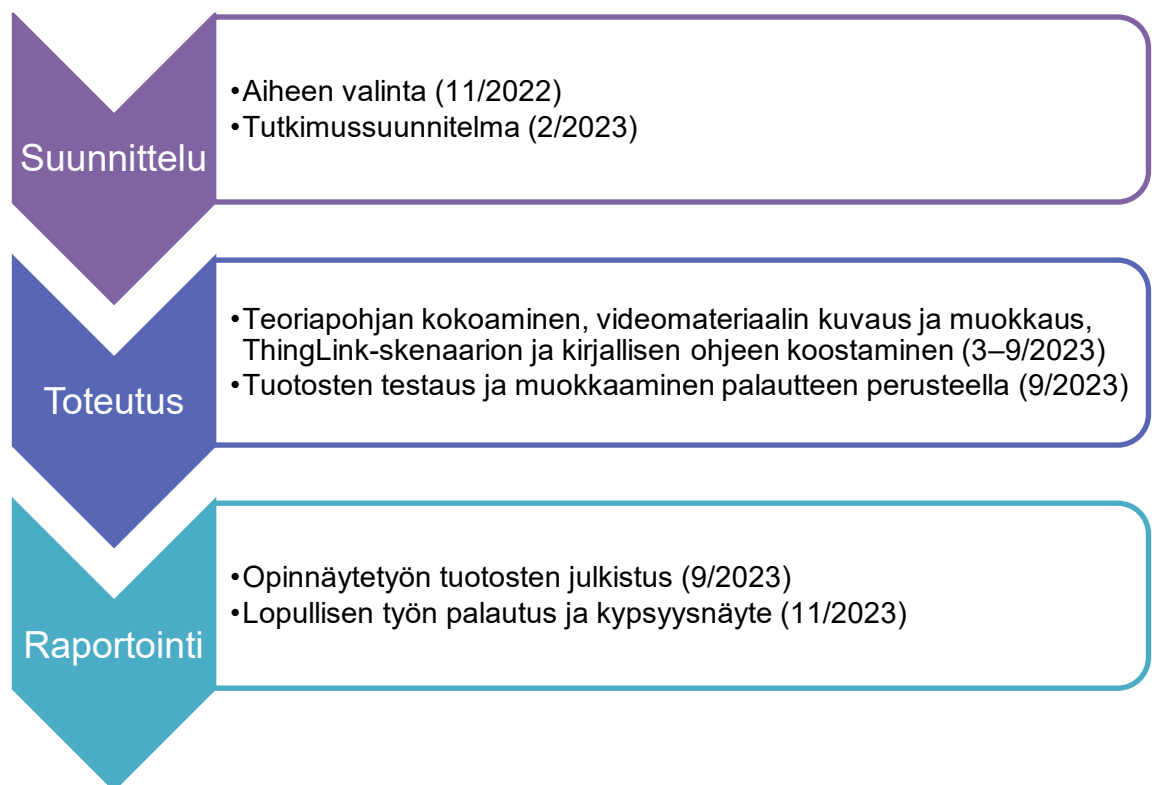 Suunnittelu
•Aiheen valinta (11/2022)
•Tutkimussuunnitelma (2/2023)
Toteutus
•Teoriapohjan kokoaminen, videomateriaalin kuvaus ja muokkaus,
ThingLink-skenaarion ja kirjallisen ohjeen koostaminen (3–9/2023)
•Tuotosten testaus ja muokkaaminen palautteen perusteella (9/2023)
Raportointi
•Opinnäytetyön tuotosten julkistus (9/2023)
•Lopullisen työn palautus ja kypsyysnäyte (11/2023)